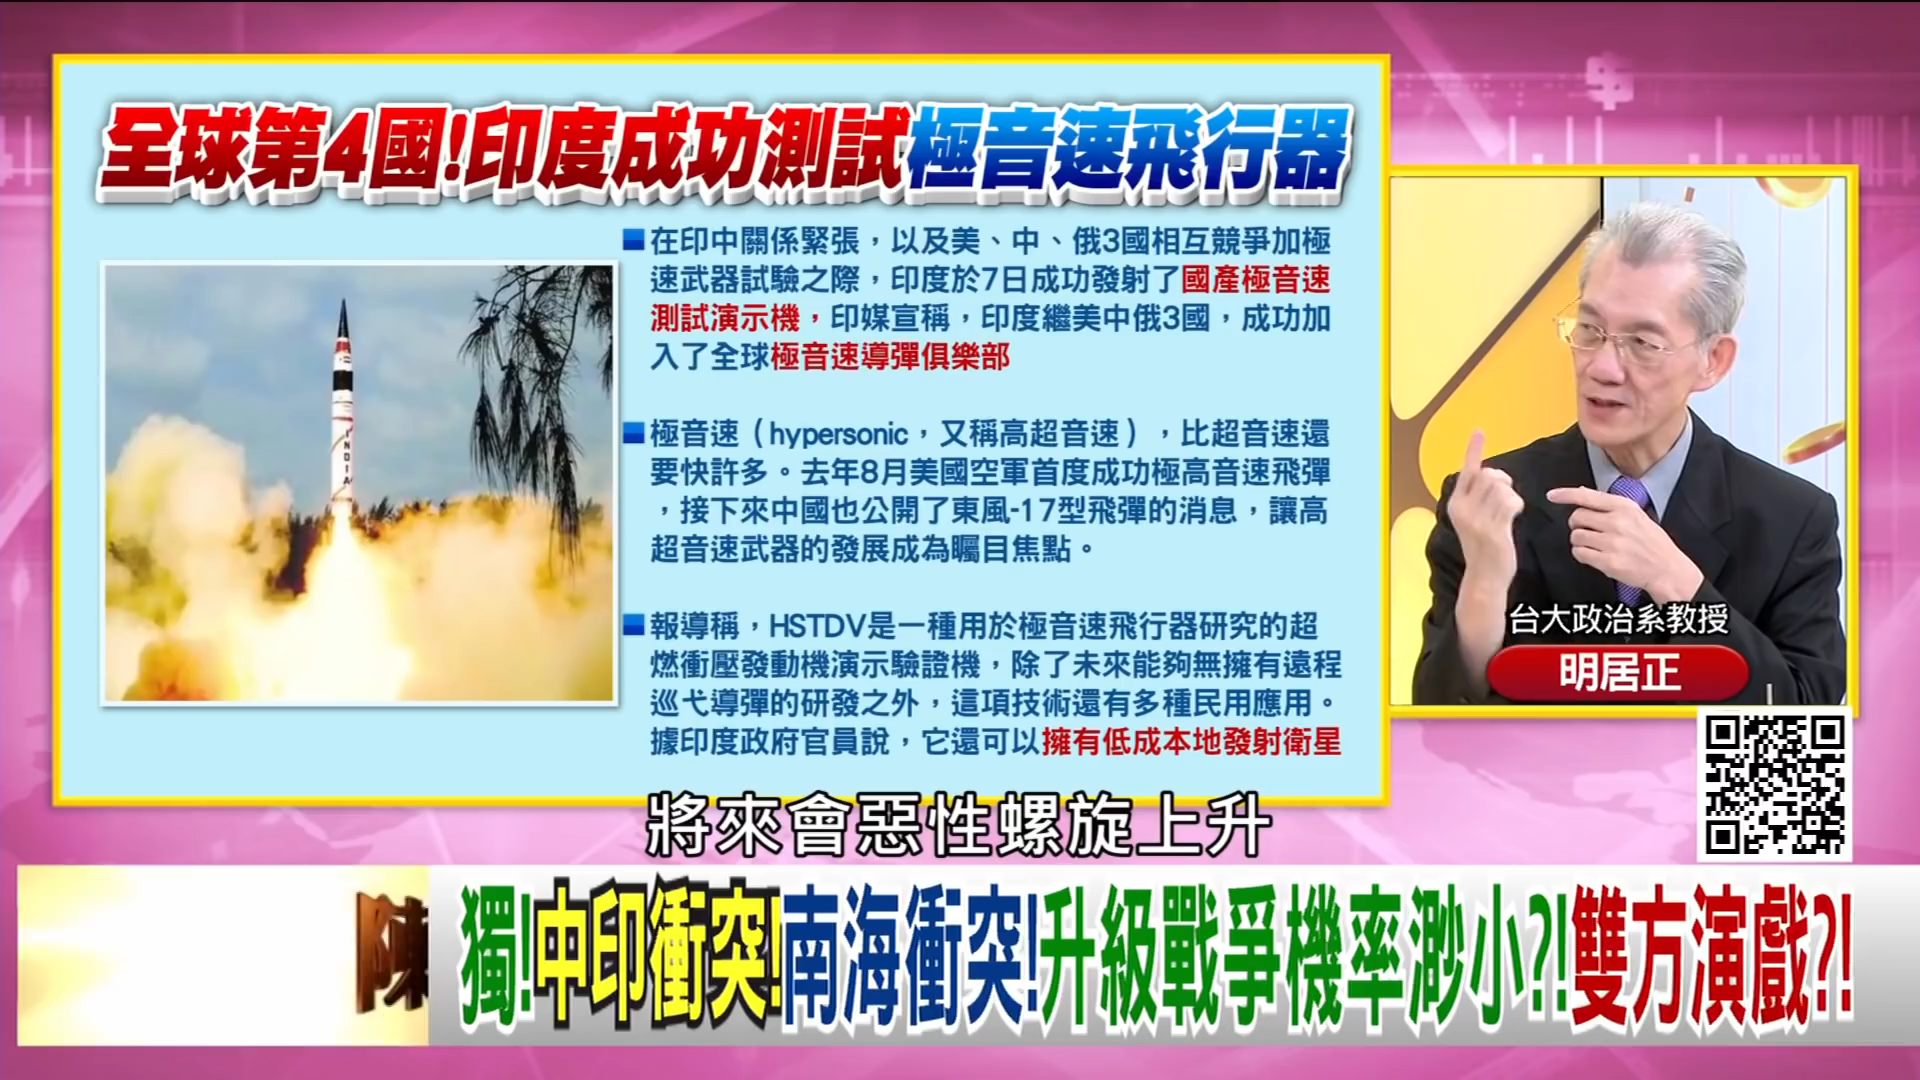 全球第4國!印度成功測試極音速飛行器
在印中關係緊張，以及美、中、俄3國相互競爭加極
速武器試驗之際，印度於7日成功發射了國產極音速
測試演示機，印媒宣稱，印度繼美中俄3國，成功加
入了全球極音速導彈俱樂部
極音速（hypersonic，又稱高超音速），比超音速還
要快許多。去年8月美國空軍首度成功極高音速飛彈
，接下來中國也公開了東風-17型飛彈的消息，讓高
超音速武器的發展成為矚目焦點。
報導稱，HSTDV是一種用於極音速飛行器研究的超
燃衝壓發動機演示驗證機，除了未來能夠無擁有遠程
巡弋導彈的研發之外，這項技術還有多種民用應用。
據印度政府官員說，它還可以擁有低成本地發射衛星
INDIA
台大政治系教授
明居正
將來會惡性螺旋上升
陳
獨!中印衝突!南海衝突!升級戰爭機率渺小?!雙方演戲?!